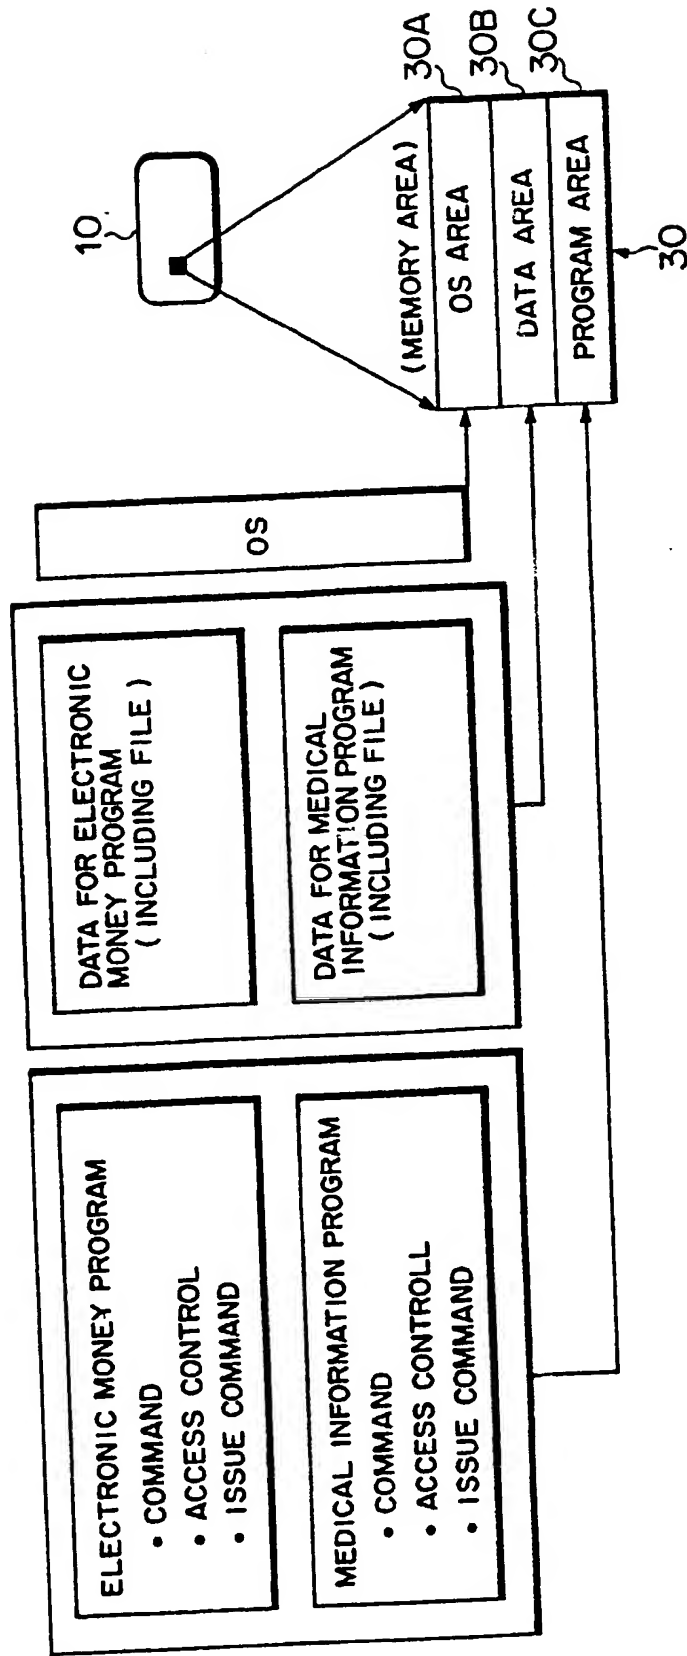 ELECTRONIC MONEY PROGRAM
• COMMAND
• ACCESS CONTROL
• ISSUE COMMAND
MEDICAL INFORMATION PROGRAM
• COMMAND
• ACCESS CONTROLL
• ISSUE COMMAND
DATA FOR ELECTRONIC
MONEY PROGRAM
( INCLUDING FILE )
DATA FOR MEDICAL
INFORMATION PROGRAM
( INCLUDING FILE )
OS
10
(MEMORY AREA)
OS AREA
30A
DATA AREA
30B
PROGRAM AREA
30C
30